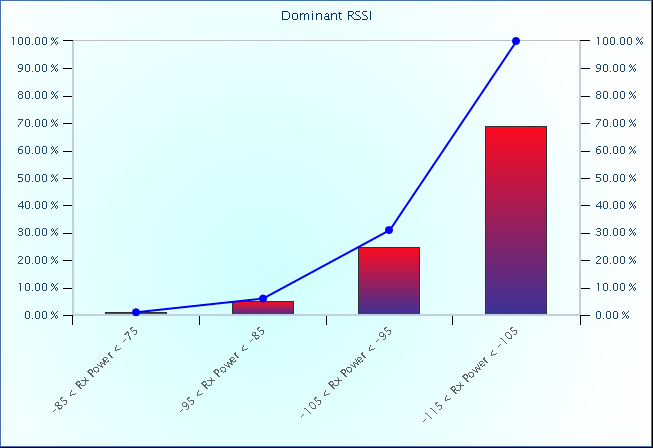 Dominant RSSI
100.00 % 100.00 %
90.00 % 90.00 %
80.00 % 80.00 %
70.00 % 70.00 %
60.00 % 60.00 %
50.00 % 50.00 %
40.00 % 40.00 %
30.00 % 30.00 %
20.00 % 20.00 %
10.00 % 10.00 %
0.00 % 0.00 %
-85 < Rx Power < -75
-95 < Rx Power < -85
-105 < Rx Power < -95
-115 < Rx Power < -105